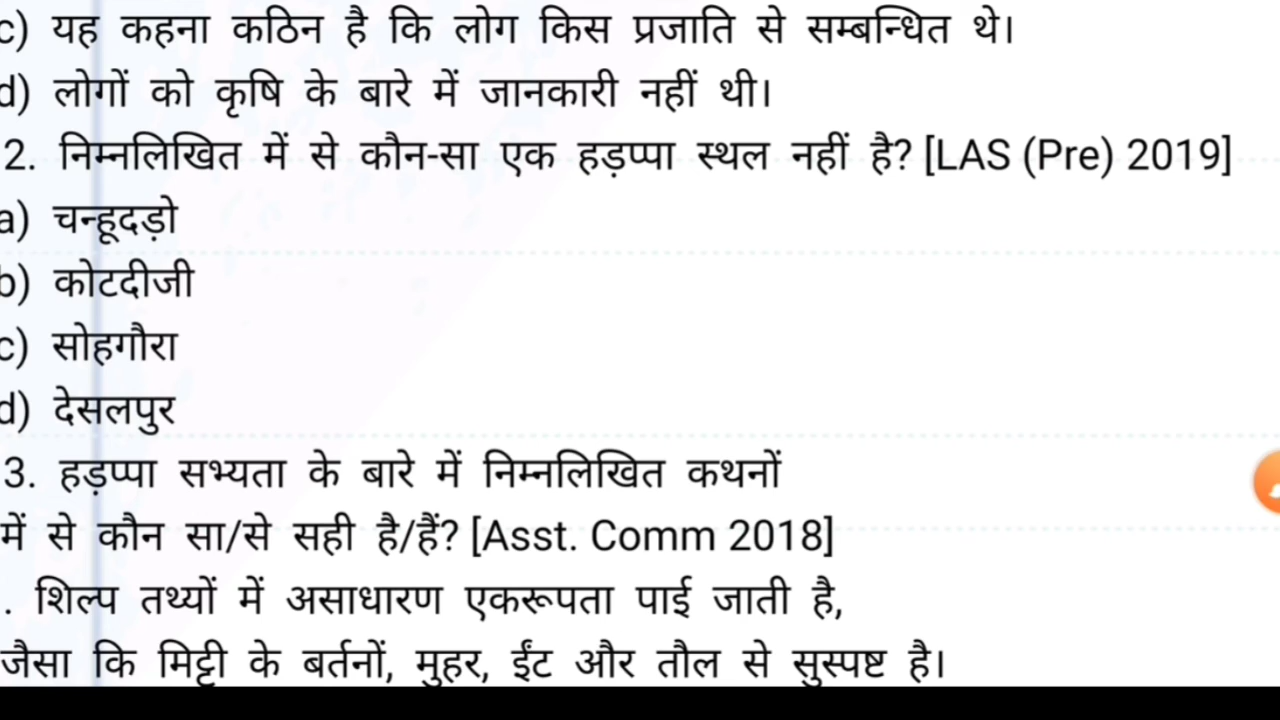 c) यह कहना कठिन है कि लोग किस प्रजाति से सम्बन्धित थे।
d) लोगों को कृषि के बारे में जानकारी नहीं थी।
2. निम्नलिखित में से कौन-सा एक हड़प्पा स्थल नहीं है? [LAS (Pre) 2019]
a) चन्हूदड़ो
b) कोटदीजी
c) सोहगौरा
d) देसलपुर
3. हड़प्पा सभ्यता के बारे में निम्नलिखित कथनों
में से कौन सा/से सही है/हैं? [Asst. Comm 2018]
. शिल्प तथ्यों में असाधारण एकरूपता पाई जाती है,
जैसा कि मिट्टी के बर्तनों, मुहर, ईंट और तौल से सुस्पष्ट है।